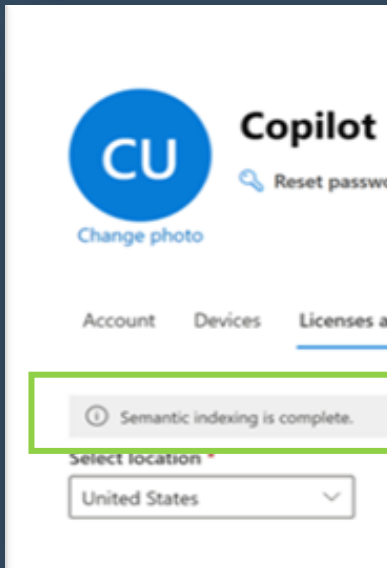 CU
Copilot
Reset passwo
Change photo
Account Devices Licenses a
Semantic indexing is complete.
Select location *
United States